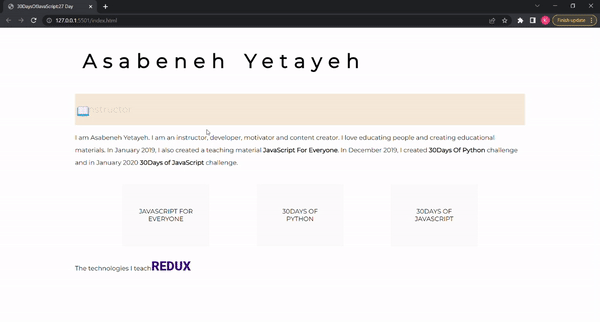 30DaysOfJavaScript:27 Day
127.0.0.1:5501/index.html
Finish update
Asabeneh Yetayeh
Instructor
I am Asabeneh Yetayeh. I am an instructor, developer, motivator and content creator. I love educating people and creating educational
materials. In January 2019, I also created a teaching material JavaScript For Everyone. In December 2019, I created 30Days Of Python challenge
and in January 2020 30Days of JavaScript challenge.
JAVASCRIPT FOR
EVERYONE
30DAYS OF
PYTHON
30DAYS OF
JAVASCRIPT
The technologies I teach REDUX